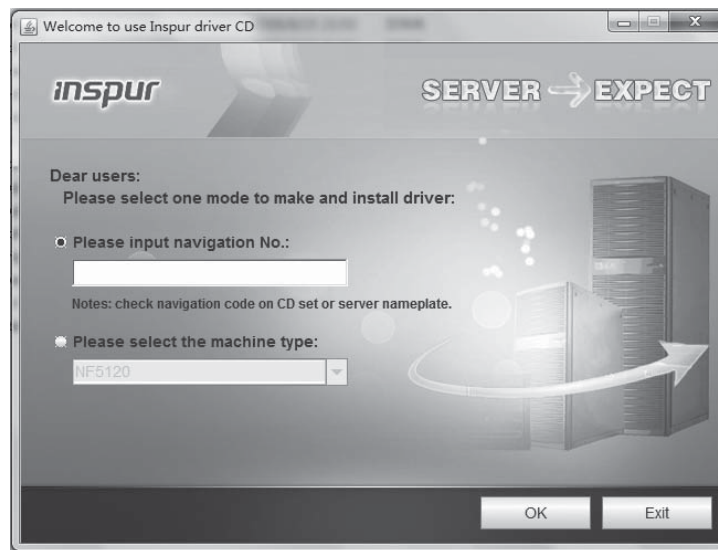 Welcome to use Inspur driver CD
inspur
SERVER EXPECT
Dear users:
Please select one mode to make and install driver:
Please input navigation No.:
Notes: check navigation code on CD set or server nameplate.
Please select the machine type:
NF5120
OK
Exit